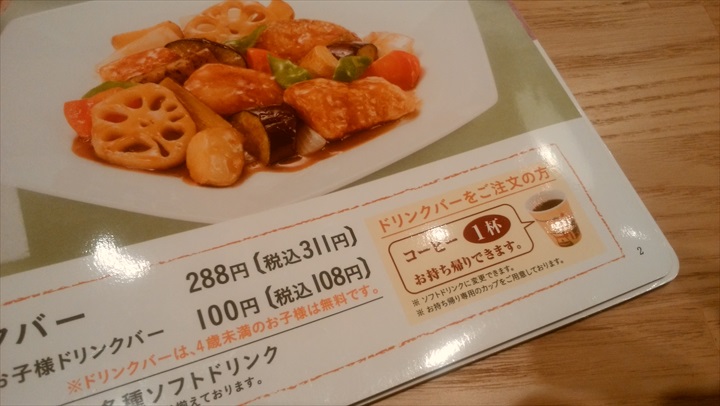 ドリンクバーをご注文の方
コーヒー 1杯
お持ち帰りできます。
※ ソフトドリンクに変更できます。
※ お持ち帰り専用のカップをご用意しております。
2
クバー 288円(税込311円)
お子様ドリンクバー 100円(税込108円)
※ドリンクバーは、4歳未満のお子様は無料です。
各種ソフトドリンク
揃えております。